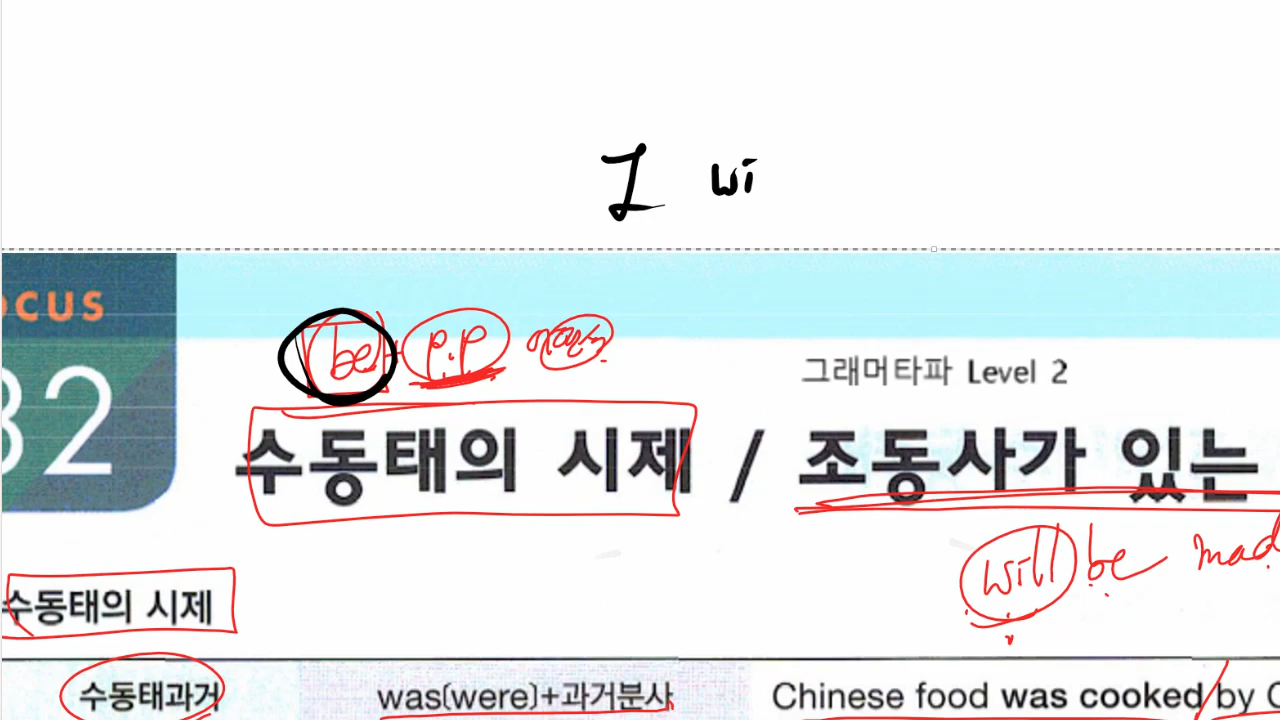 I wi
OCUS
be + p.p
그래머타파 Level 2
32
수동태의 시제 / 조동사가 있는
will be mad
수동태의 시제
수동태과거 was(were)+과거분사 Chinese food was cooked by C